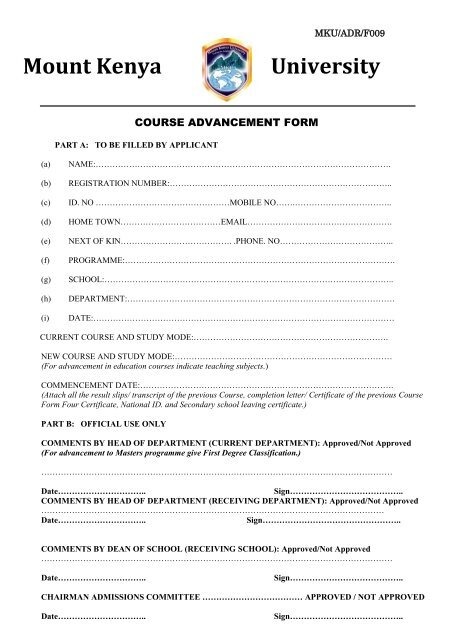 MKU/ADR/F009
Mount Kenya University
COURSE ADVANCEMENT FORM
PART A: TO BE FILLED BY APPLICANT
(a) NAME:……………………………………………………………………………………………….
(b) REGISTRATION NUMBER:……………………………………………………………………..
(c) ID. NO …………………………………………MOBILE NO…………………………………..
(d) HOME TOWN………………………………EMAIL……………………………………………..
(e) NEXT OF KIN………………………………….. .PHONE. NO…………………………………..
(f) PROGRAMME:……………………………………………………………………………………..
(g) SCHOOL:…………………………………………………………………………………………...
(h) DEPARTMENT:……………………………………………………………………………………
(i) DATE:………………………………………………………………………………………………
CURRENT COURSE AND STUDY MODE:…………………………………………………………….
NEW COURSE AND STUDY MODE:……………………………………………………………………
(For advancement in education courses indicate teaching subjects.)
COMMENCEMENT DATE:……………………………………………………………………………….
(Attach all the result slips/ transcript of the previous Course, completion letter/ Certificate of the previous Course
Form Four Certificate, National ID. and Secondary school leaving certificate.)
PART B: OFFICIAL USE ONLY
COMMENTS BY HEAD OF DEPARTMENT (CURRENT DEPARTMENT): Approved/Not Approved
(For advancement to Masters programme give First Degree Classification.)
………………………………………………………………………………………………………………
Date………………………….. Sign…………………………………..
COMMENTS BY HEAD OF DEPARTMENT (RECEIVING DEPARTMENT): Approved/Not Approved
………………………………………………………………………………………………………………
Date………………………….. Sign…………………………………………..
COMMENTS BY DEAN OF SCHOOL (RECEIVING SCHOOL): Approved/Not Approved
………………………………………………………………………………………………………………
Date………………………….. Sign…………………………………..
CHAIRMAN ADMISSIONS COMMITTEE ……………………………… APPROVED / NOT APPROVED
Date………………………….. Sign…………………………………..